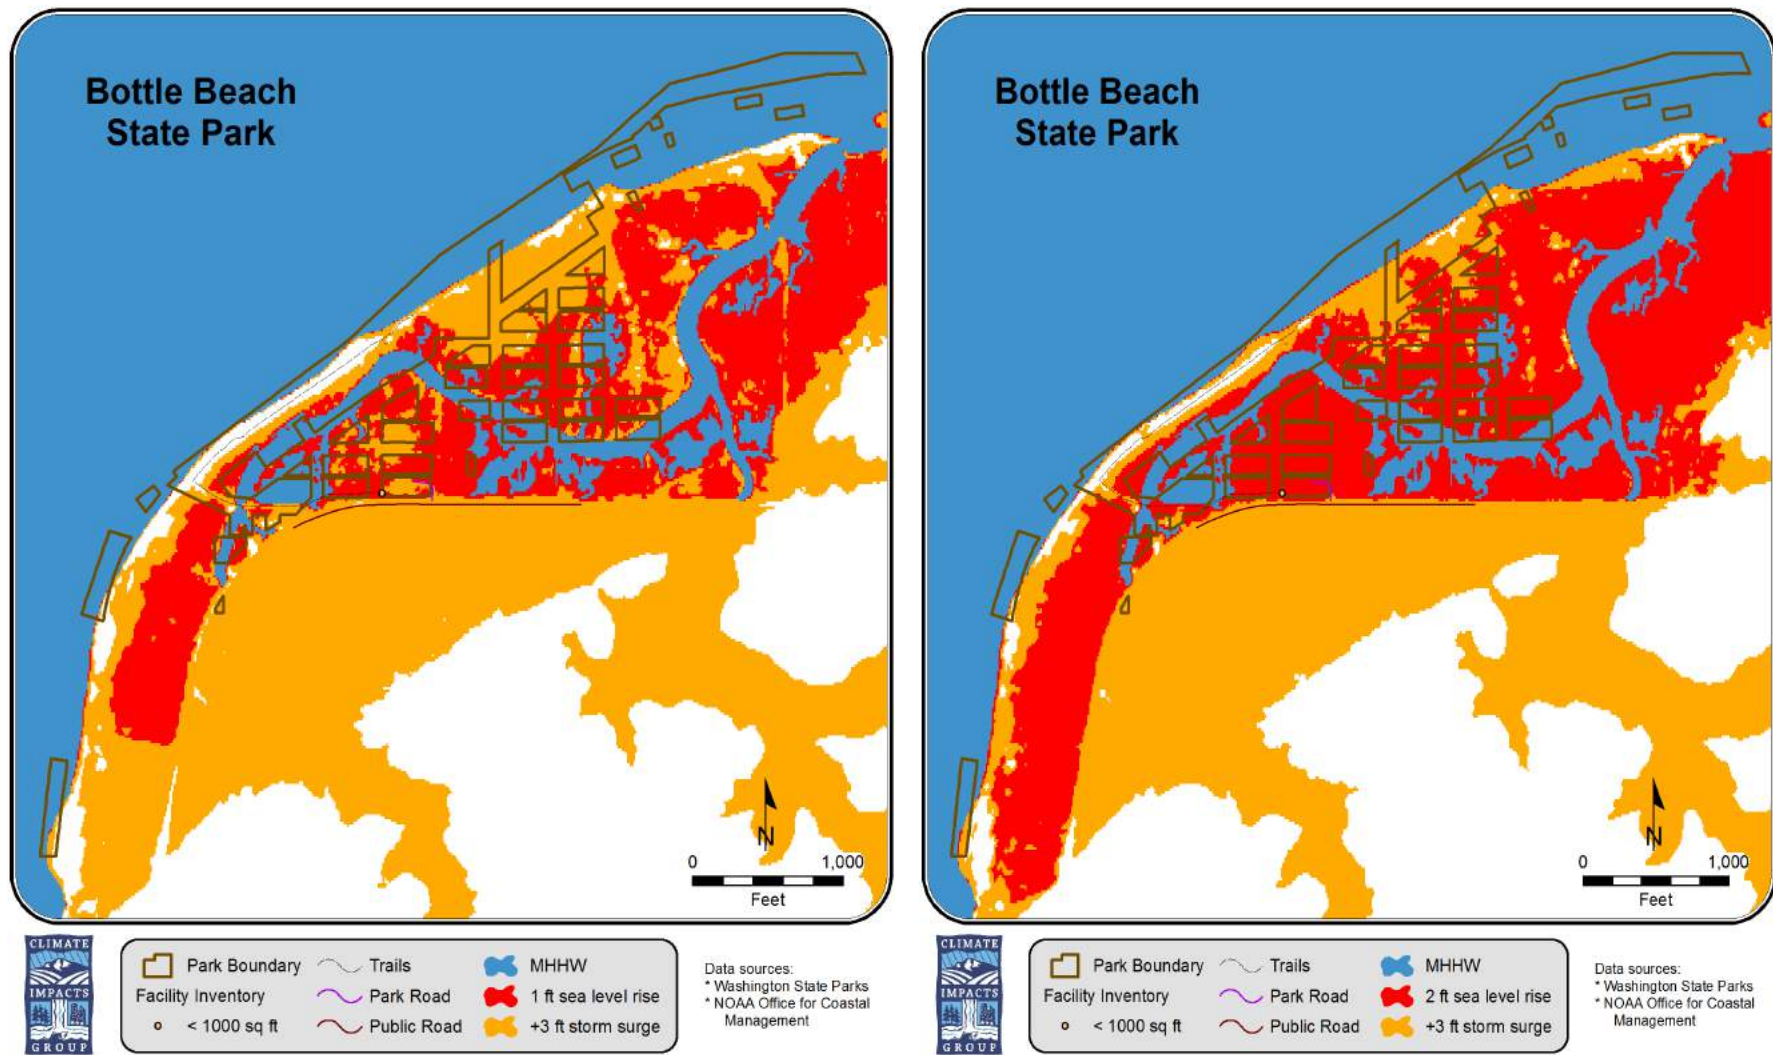 Bottle Beach
State Park
N
0 1,000
Feet
CLIMATE
IMPACTS
GROUP
Park Boundary
Facility Inventory
< 1000 sq ft
Trails
Park Road
Public Road
MHHW
1 ft sea level rise
+3 ft storm surge
Data sources:
* Washington State Parks
* NOAA Office for Coastal
Management
Bottle Beach
State Park
N
0 1,000
Feet
CLIMATE
IMPACTS
GROUP
Park Boundary
Facility Inventory
< 1000 sq ft
Trails
Park Road
Public Road
MHHW
2 ft sea level rise
+3 ft storm surge
Data sources:
* Washington State Parks
* NOAA Office for Coastal
Management